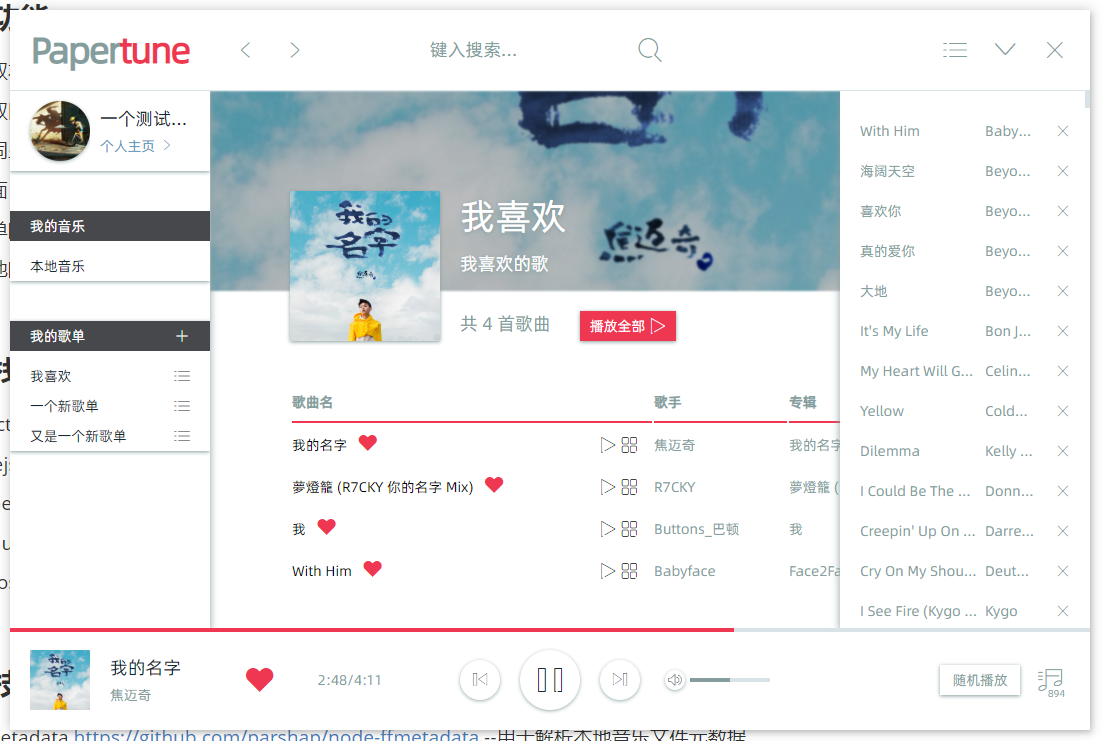 Papertune
键入搜索...
一个测试...
个人主页
我的音乐
本地音乐
我的歌单
我喜欢
一个新歌单
又是一个新歌单
我的名字
焦迈奇
我喜欢
我喜欢的歌
共 4 首歌曲
播放全部
歌曲名 歌手 专辑
我的名字 焦迈奇 我的名字
夢燈籠 (R7CKY 你的名字 Mix) R7CKY 夢燈籠 (
我 Buttons_巴顿 我
With Him Babyface Face2Fa
With Him Baby...
海阔天空 Beyo...
喜欢你 Beyo...
真的爱你 Beyo...
大地 Beyo...
It's My Life Bon J...
My Heart Will G... Celin...
Yellow Cold...
Dilemma Kelly ...
I Could Be The ... Donn...
Creepin' Up On ... Darre...
Cry On My Shou... Deut...
I See Fire (Kygo ... Kygo
我的名字
焦迈奇
2:48/4:11
随机播放
894
etadata https://github.com/parshap/node-ffmetadata --用于解析本地音乐文件元数据